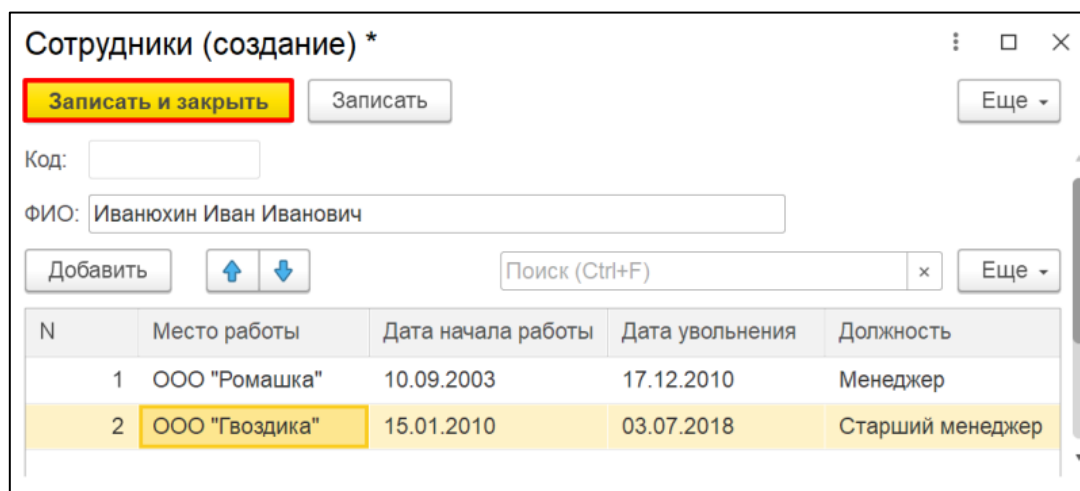 Сотрудники (создание) *
Записать и закрыть Записать Еще
Код:
ФИО: Иванюхин Иван Иванович
Добавить Поиск (Ctrl+F) × Еще
N Место работы Дата начала работы Дата увольнения Должность
1 ООО "Ромашка" 10.09.2003 17.12.2010 Менеджер
2 ООО "Гвоздика" 15.01.2010 03.07.2018 Старший менеджер